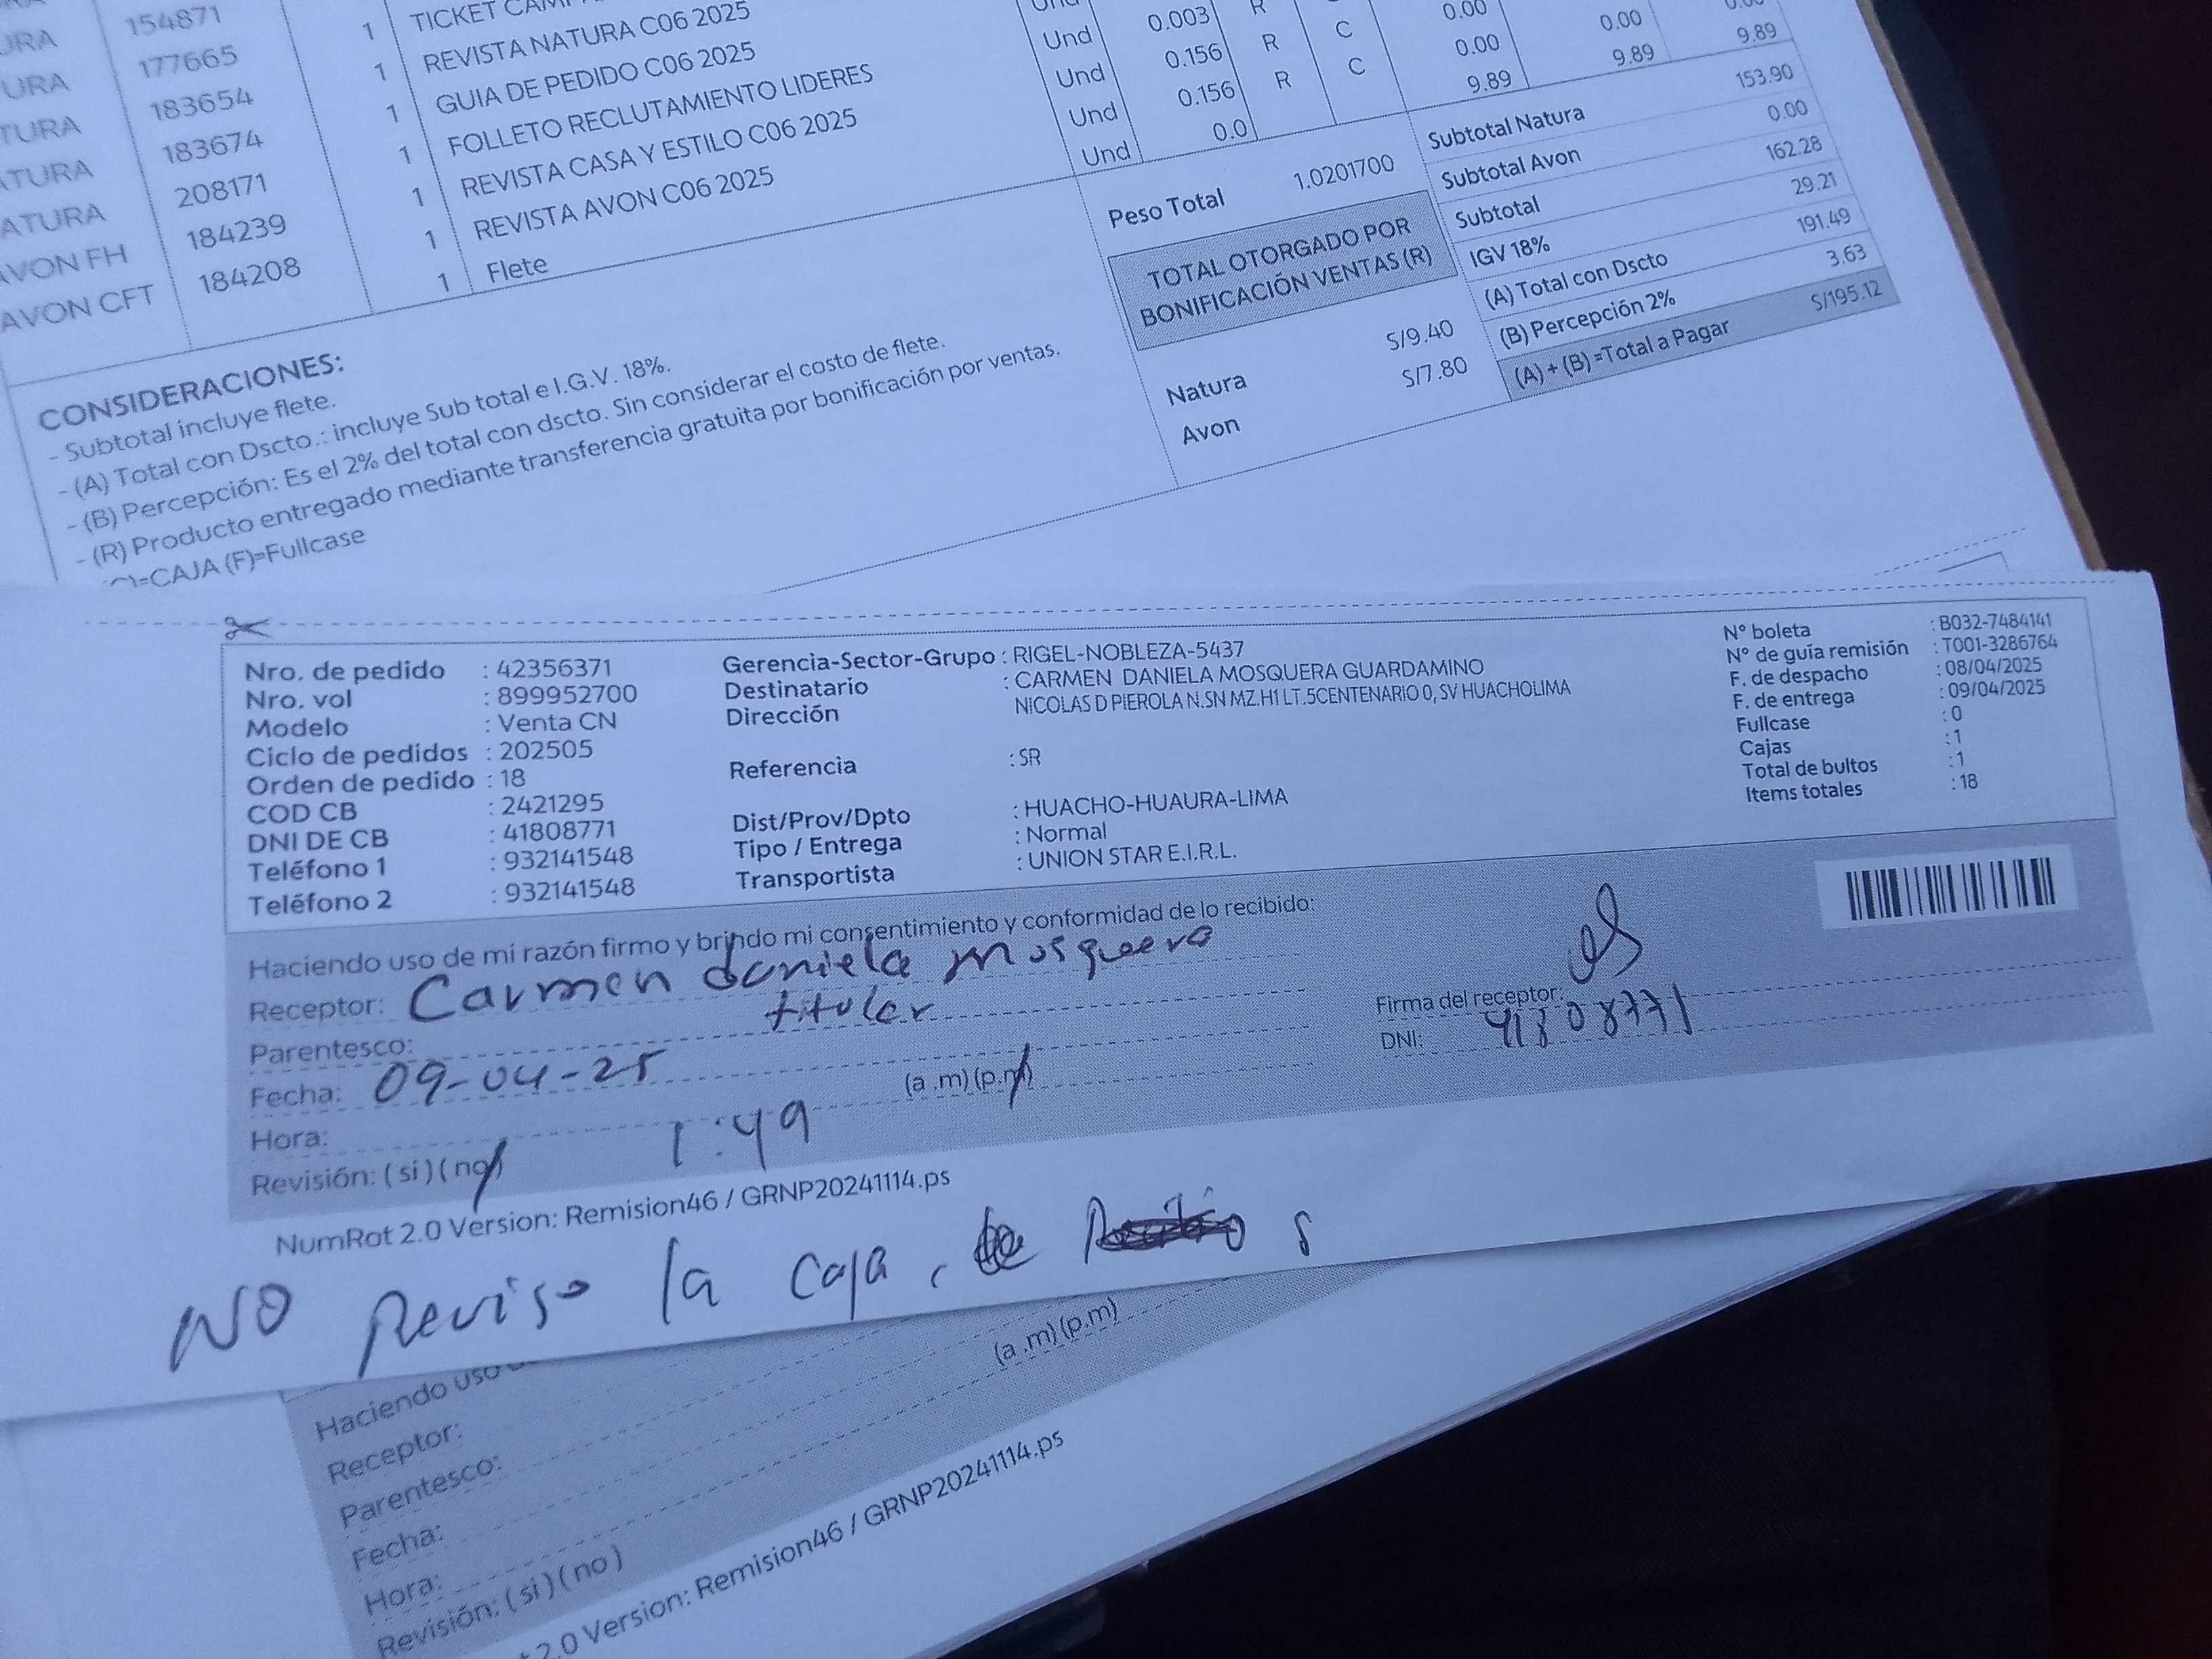 154871 1 TICKET
177665 1 REVISTA NATURA C06 2025 Und 0.003 R C 0.00 0.00
183654 1 GUIA DE PEDIDO C06 2025 Und 0.156 R C 0.00 9.89 9.89
183674 1 FOLLETO RECLUTAMIENTO LIDERES Und 0.156 R 9.89
208171 1 REVISTA CASA Y ESTILO C06 2025 Und 0.0
AVON FH 184239 1 REVISTA AVON C06 2025
AVON CFT 184208 1 Flete
Peso Total 1.0201700
Subtotal Natura 153.90
Subtotal Avon 0.00
Subtotal 162.28
IGV 18% 29.21
(A) Total con Dscto 191.49
(B) Percepción 2% 3.63
(A) + (B) =Total a Pagar S/195.12
TOTAL OTORGADO POR
BONIFICACIÓN VENTAS (R)
Natura S/9.40
Avon S/7.80
CONSIDERACIONES:
- Subtotal incluye flete.
- (A) Total con Dscto.: incluye Sub total e I.G.V. 18%.
- (B) Percepción: Es el 2% del total con dscto. Sin considerar el costo de flete.
- (R) Producto entregado mediante transferencia gratuita por bonificación por ventas.
=CAJA (F)=Fullcase
Nro. de pedido : 42356371
Nro. vol : 899952700
Modelo : Venta CN
Ciclo de pedidos : 202505
Orden de pedido : 18
COD CB : 2421295
DNI DE CB : 41808771
Teléfono 1 : 932141548
Teléfono 2 : 932141548
Gerencia-Sector-Grupo : RIGEL-NOBLEZA-5437
Destinatario : CARMEN DANIELA MOSQUERA GUARDAMINO
Dirección NICOLAS D PIEROLA N.SN MZ.H1 LT.5CENTENARIO 0, SV HUACHOLIMA
Referencia : SR
Dist/Prov/Dpto : HUACHO-HUAURA-LIMA
Tipo / Entrega : Normal
Transportista : UNION STAR E.I.R.L.
N° boleta : B032-7484141
N° de guía remisión : T001-3286764
F. de despacho : 08/04/2025
F. de entrega : 09/04/2025
Fullcase : 0
Cajas : 1
Total de bultos : 1
Items totales : 18
Haciendo uso de mi razón firmo y brindo mi consentimiento y conformidad de lo recibido:
Receptor: Carmen daniela mosquera
Parentesco: titular
Fecha: 09-04-25
Hora: 1:49 (a .m) (p.m)
Revisión: ( si ) ( no )
Firma del receptor:
DNI: 41808771
NumRot 2.0 Version: Remision46 / GRNP20241114.ps
NO Reviso la caja,
Haciendo uso
Receptor:
Parentesco:
Fecha:
Hora: (a .m) (p.m)
Revisión: ( si ) ( no )
2.0 Version: Remision46 / GRNP20241114.ps